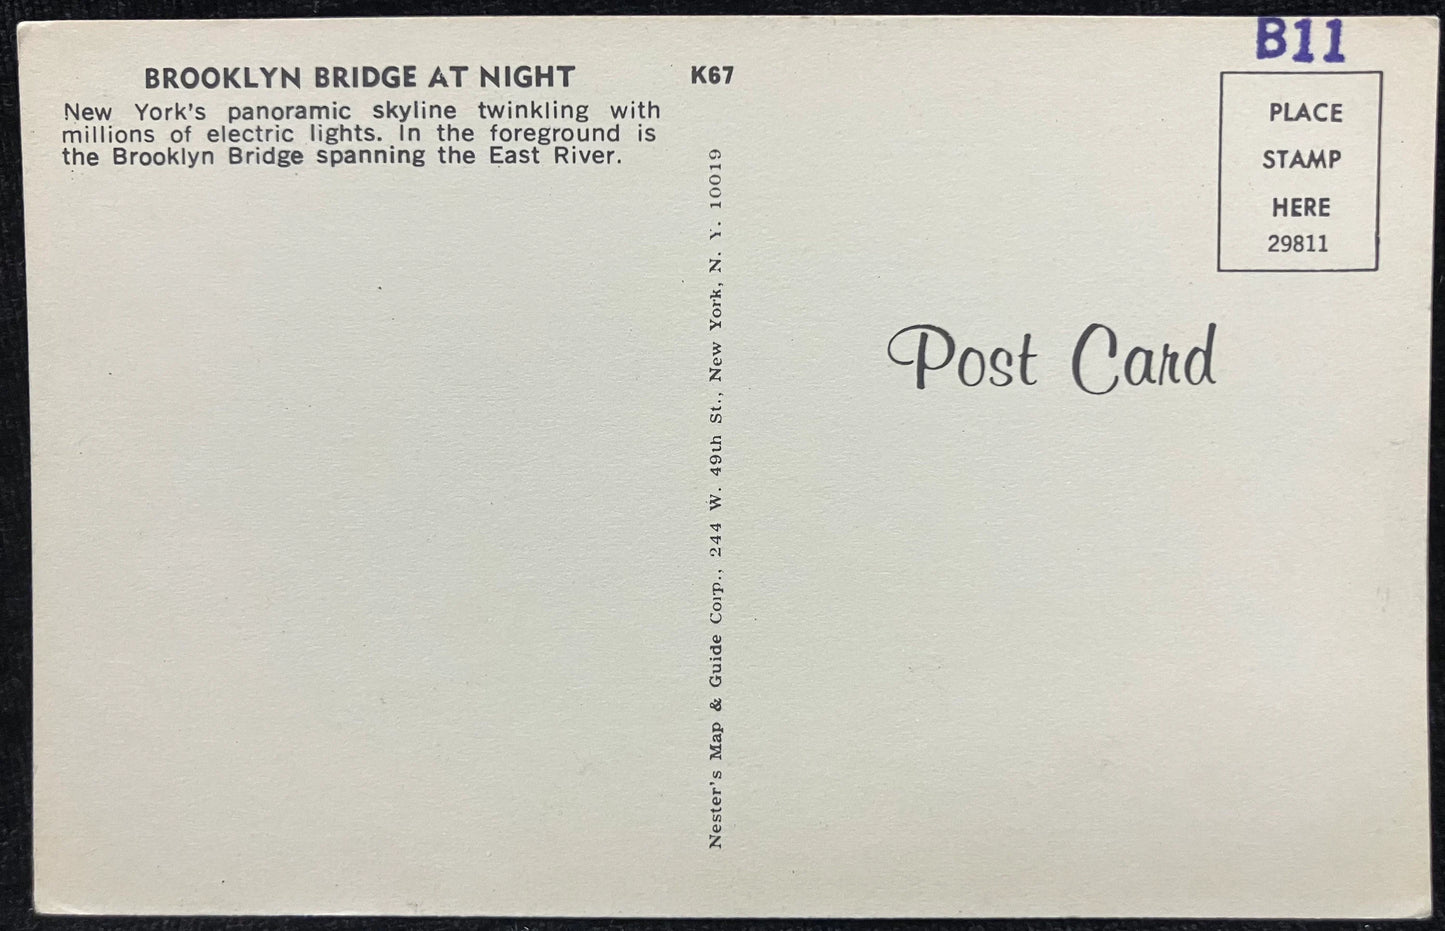 BROOKLYN BRIDGE AT NIGHT
New York's panoramic skyline twinkling with
millions of electric lights. In the foreground is
the Brooklyn Bridge spanning the East River.
K67
Nester's Map & Guide Corp., 244 W. 49th St., New York, N. Y. 10019
B11
PLACE
STAMP
HERE
29811
Post Card